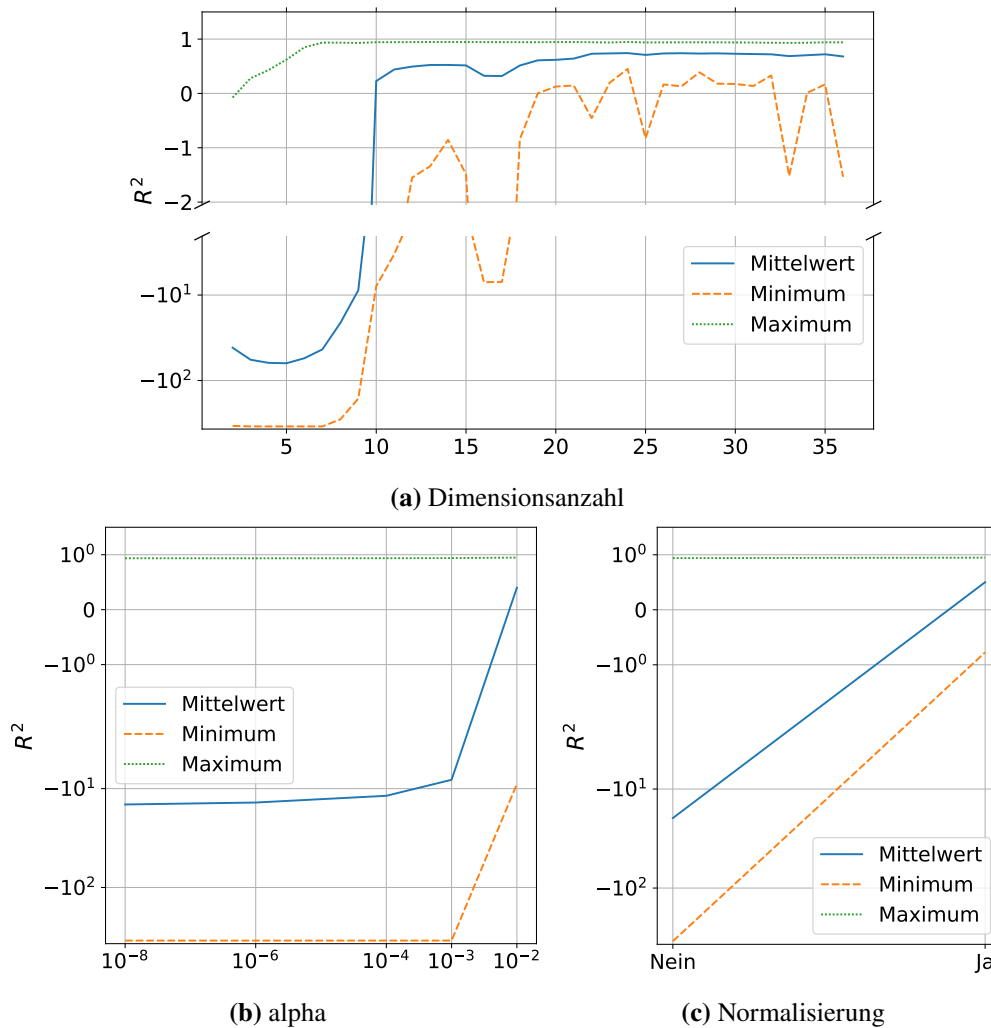 1
0
−1
−2
R²
−10¹
−10²
Mittelwert
Minimum
Maximum
5 10 15 20 25 30 35
(a) Dimensionsanzahl
10⁰
0
−10⁰
R²
−10¹
−10²
Mittelwert
Minimum
Maximum
10⁻⁸ 10⁻⁶ 10⁻⁴ 10⁻³ 10⁻²
(b) alpha
10⁰
0
−10⁰
R²
−10¹
−10²
Mittelwert
Minimum
Maximum
Nein Ja
(c) Normalisierung